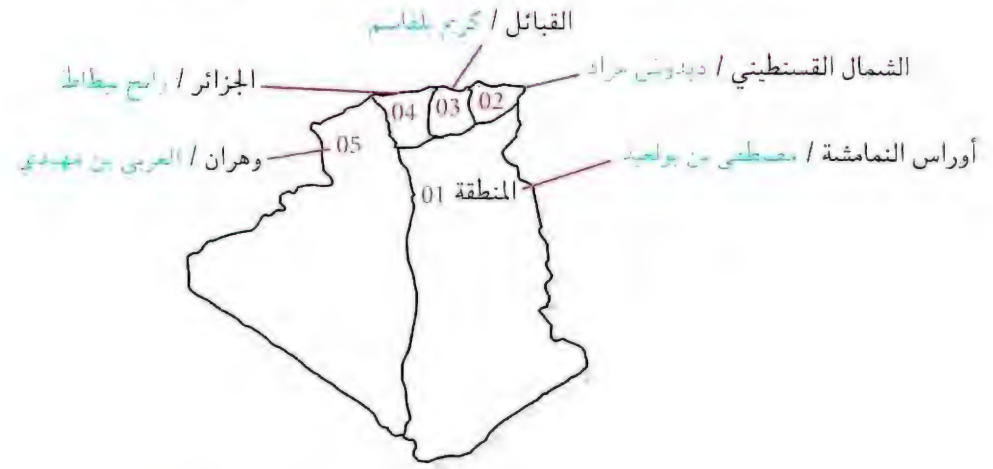 القبائل / كريم بلقاسم
الشمال القسنطيني / ديدوش مراد
الجزائر / رابح بيطاط
02
03
04
05
وهران / العربي بن مهيدي
أوراس النمامشة / مصطفى بن بولعيد
المنطقة 01